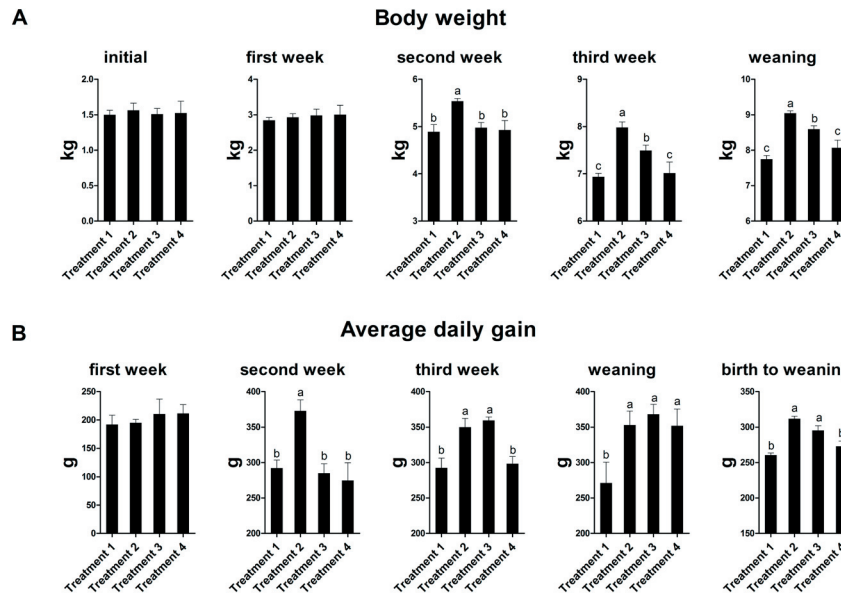 A
Body weight
initial
kg
2.0
1.5
1.0
0.5
0.0
Treatment 1
Treatment 2
Treatment 3
Treatment 4
first week
kg
4
3
2
1
0
Treatment 1
Treatment 2
Treatment 3
Treatment 4
second week
kg
6
5
4
3
b
a
b
b
Treatment 1
Treatment 2
Treatment 3
Treatment 4
third week
kg
9
8
7
6
c
a
b
c
Treatment 1
Treatment 2
Treatment 3
Treatment 4
weaning
kg
10
9
8
7
6
c
a
b
c
Treatment 1
Treatment 2
Treatment 3
Treatment 4
B
Average daily gain
first week
g
250
200
150
100
50
0
Treatment 1
Treatment 2
Treatment 3
Treatment 4
second week
g
400
350
300
250
200
b
a
b
b
Treatment 1
Treatment 2
Treatment 3
Treatment 4
third week
g
400
350
300
250
200
b
a
a
b
Treatment 1
Treatment 2
Treatment 3
Treatment 4
weaning
g
400
350
300
250
200
b
a
a
a
Treatment 1
Treatment 2
Treatment 3
Treatment 4
birth to weanin
g
350
300
250
200
150
b
a
a
b
Treatment 1
Treatment 2
Treatment 3
Treatment 4